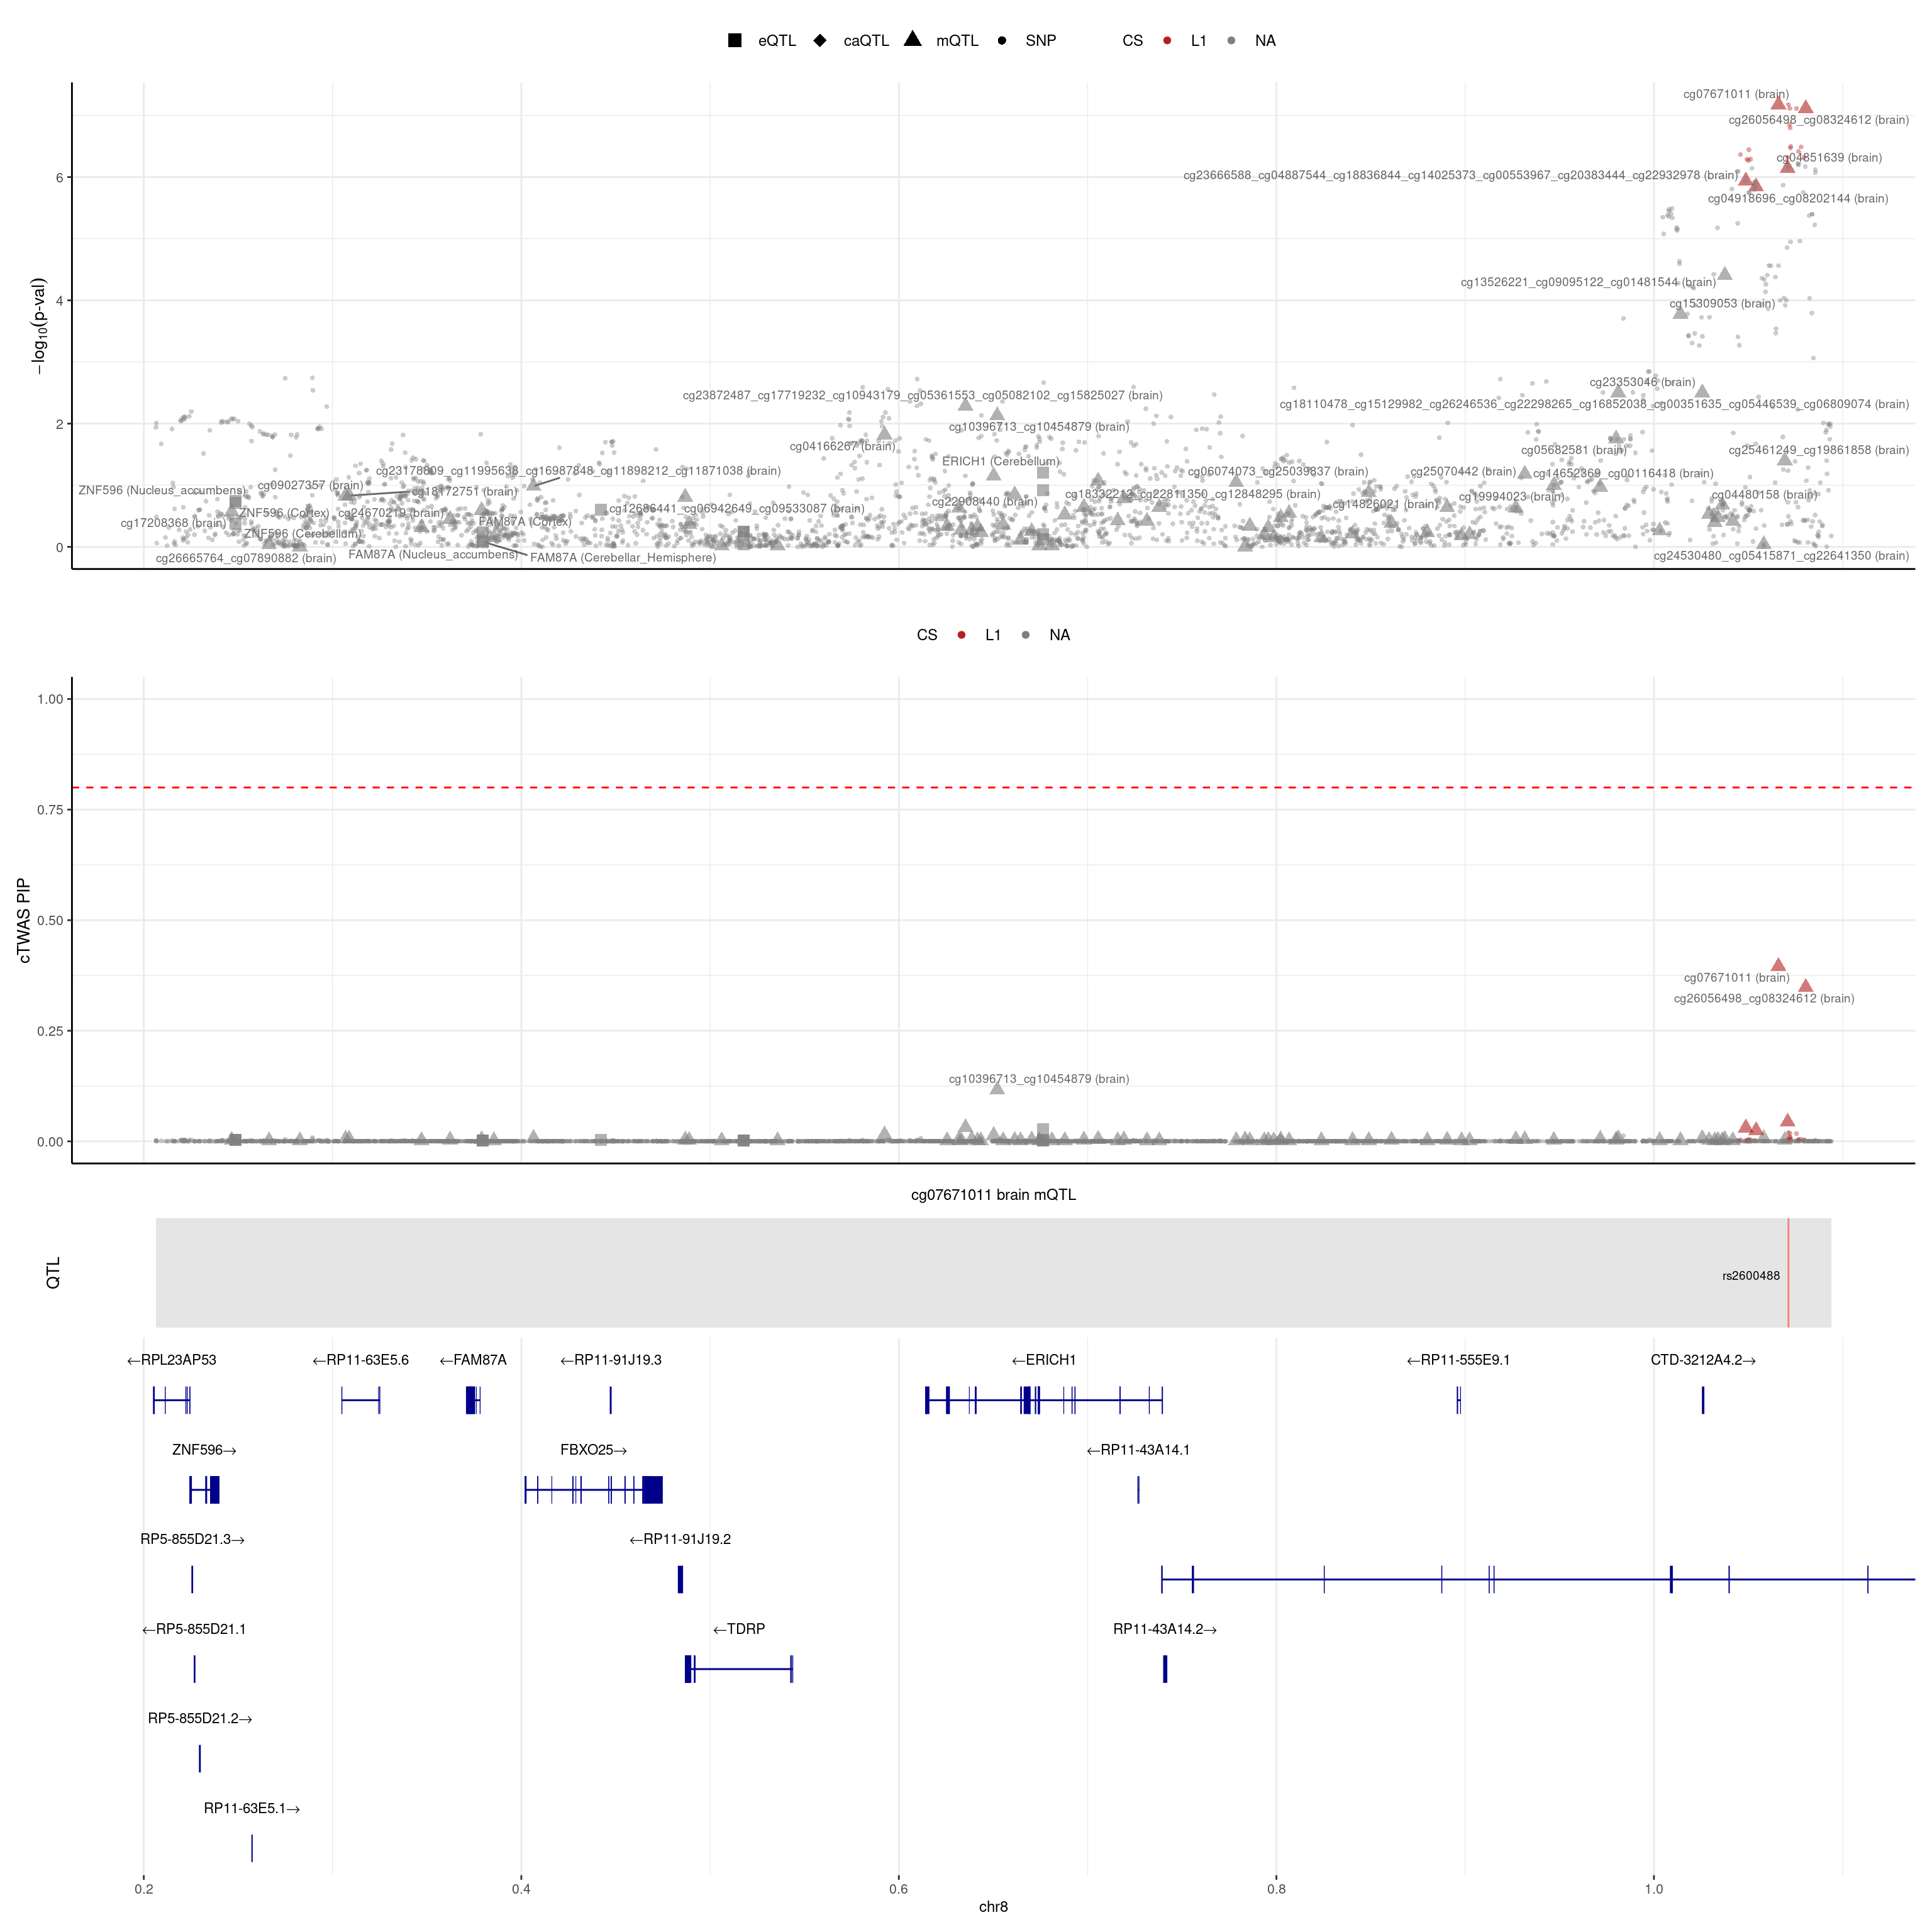 eQTL caQTL mQTL SNP CS L1 NA
cg07671011 (brain)
cg26056498_cg08324612 (brain)
cg04851639 (brain)
cg23666588_cg04887544_cg18836844_cg14025373_cg00553967_cg20383444_cg22932978 (brain)
cg04918696_cg08202144 (brain)
cg13526221_cg09095122_cg01481544 (brain)
cg15309053 (brain)
cg23353046 (brain)
cg23872487_cg17719232_cg10943179_cg05361553_cg05082102_cg15825027 (brain)
cg18110478_cg15129982_cg26246536_cg22298265_cg16852038_cg00351635_cg05446539_cg06809074 (brain)
cg10396713_cg10454879 (brain)
cg04166267 (brain)
cg05682581 (brain)
cg25461249_cg19861858 (brain)
ERICH1 (Cerebellum)
cg23178809_cg11995638_cg16987848_cg11898212_cg11871038 (brain)
cg06074073_cg25039837 (brain)
cg25070442 (brain)
cg14652369_cg00116418 (brain)
ZNF596 (Nucleus_accumbens)
cg09027357 (brain)
cg18172751 (brain)
cg18332212_cg22811350_cg12848295 (brain)
cg19994023 (brain)
cg04480158 (brain)
cg22908440 (brain)
cg14826021 (brain)
ZNF596 (Cortex)
cg24670219 (brain)
cg12686441_cg06942649_cg09533087 (brain)
cg17208368 (brain)
FAM87A (Cortex)
ZNF596 (Cerebellum)
cg26665764_cg07890882 (brain)
FAM87A (Nucleus_accumbens)
FAM87A (Cerebellar_Hemisphere)
cg24530480_cg05415871_cg22641350 (brain)
−log10(p-val)
6
4
2
0
CS L1 NA
cTWAS PIP
1.00
0.75
0.50
0.25
0.00
cg07671011 (brain)
cg26056498_cg08324612 (brain)
cg10396713_cg10454879 (brain)
cg07671011 brain mQTL
QTL
rs2600488
←RPL23AP53 ←RP11-63E5.6 ←FAM87A ←RP11-91J19.3 ←ERICH1 ←RP11-555E9.1 CTD-3212A4.2→
ZNF596→ FBXO25→ ←RP11-43A14.1
RP5-855D21.3→ ←RP11-91J19.2
←RP5-855D21.1 ←TDRP RP11-43A14.2→
RP5-855D21.2→
RP11-63E5.1→
0.2 0.4 0.6 0.8 1.0
chr8